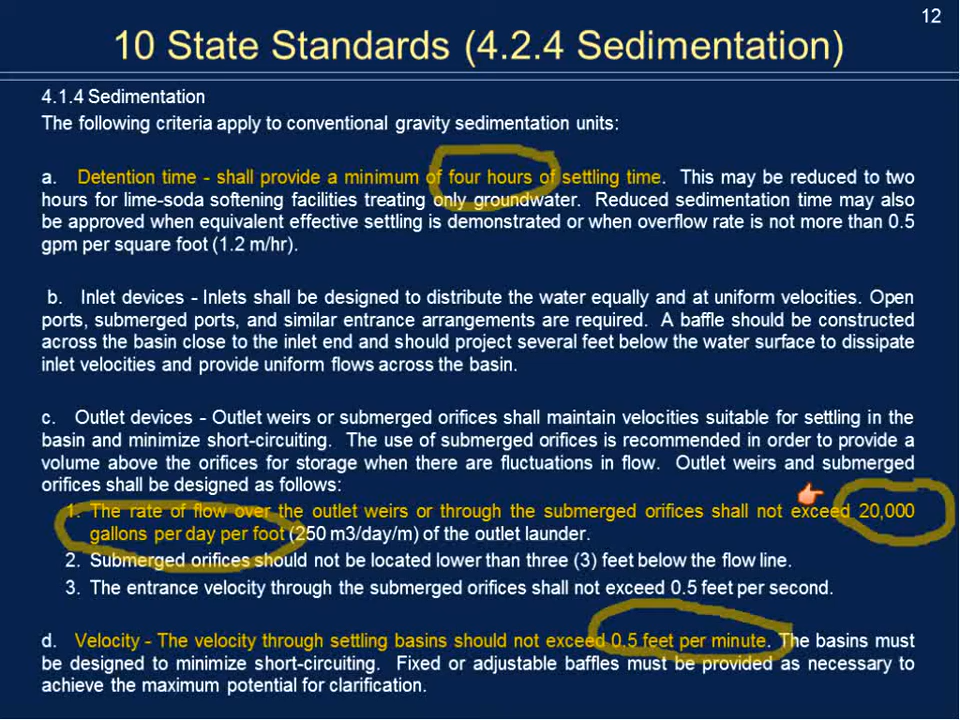 12
10 State Standards (4.2.4 Sedimentation)
4.1.4 Sedimentation
The following criteria apply to conventional gravity sedimentation units:
a. Detention time - shall provide a minimum of four hours of settling time. This may be reduced to two
hours for lime-soda softening facilities treating only groundwater. Reduced sedimentation time may also
be approved when equivalent effective settling is demonstrated or when overflow rate is not more than 0.5
gpm per square foot (1.2 m/hr).
b. Inlet devices - Inlets shall be designed to distribute the water equally and at uniform velocities. Open
ports, submerged ports, and similar entrance arrangements are required. A baffle should be constructed
across the basin close to the inlet end and should project several feet below the water surface to dissipate
inlet velocities and provide uniform flows across the basin.
c. Outlet devices - Outlet weirs or submerged orifices shall maintain velocities suitable for settling in the
basin and minimize short-circuiting. The use of submerged orifices is recommended in order to provide a
volume above the orifices for storage when there are fluctuations in flow. Outlet weirs and submerged
orifices shall be designed as follows:
1. The rate of flow over the outlet weirs or through the submerged orifices shall not exceed 20,000
gallons per day per foot (250 m3/day/m) of the outlet launder.
2. Submerged orifices should not be located lower than three (3) feet below the flow line.
3. The entrance velocity through the submerged orifices shall not exceed 0.5 feet per second.
d. Velocity - The velocity through settling basins should not exceed 0.5 feet per minute. The basins must
be designed to minimize short-circuiting. Fixed or adjustable baffles must be provided as necessary to
achieve the maximum potential for clarification.